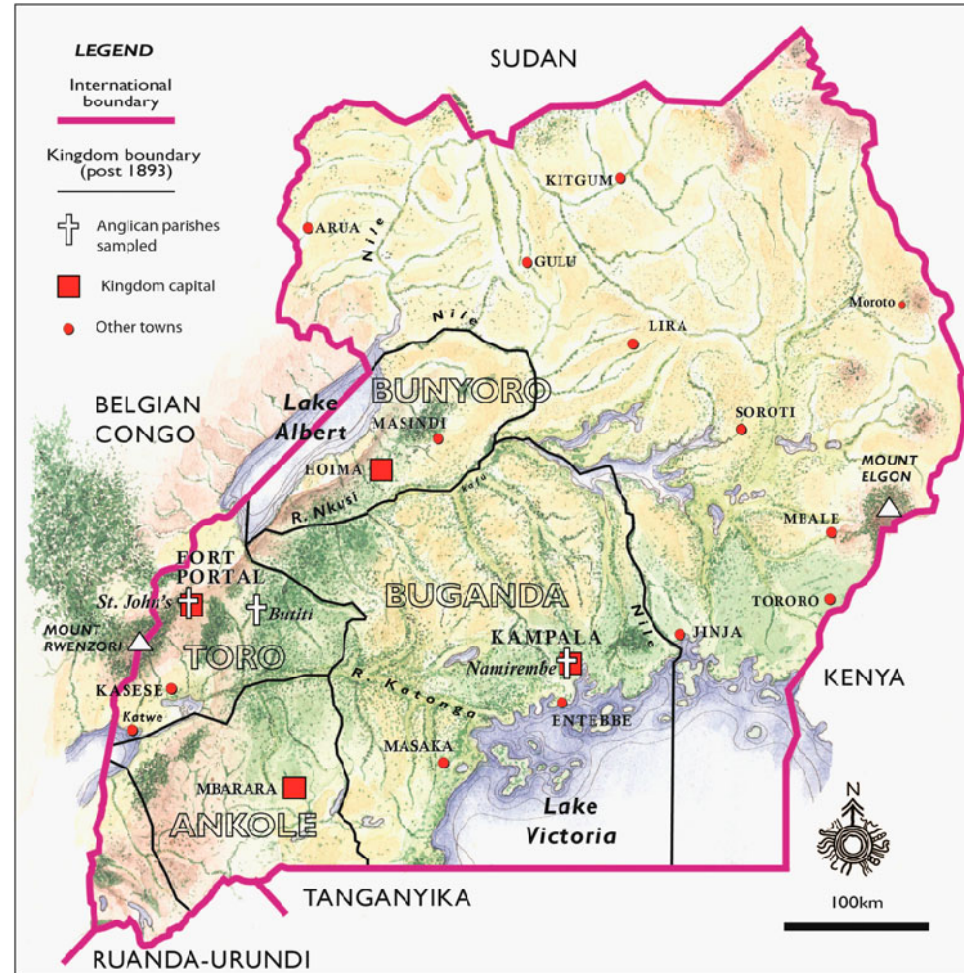 LEGEND
International
boundary
Kingdom boundary
(post 1893)
Anglican parishes
sampled
Kingdom capital
Other towns
SUDAN
KITGUM
ARUA
Nile
GULU
Moroto
Nile
LIRA
BELGIAN
CONGO
Lake
Albert
BUNYORO
MASINDI
SOROTI
HOIMA
MOUNT
ELGON
R. Nkusi
Kafu
MBALE
FORT
PORTAL
St. John's
Butiti
BUGANDA
TORORO
Nile
MOUNT
RWENZORI
TORO
KAMPALA
Namirembe
JINJA
KENYA
KASESE
R. Katonga
Katwe
ENTEBBE
MASAKA
MBARARA
ANKOLE
Lake
Victoria
N
TANGANYIKA
100km
RUANDA-URUNDI